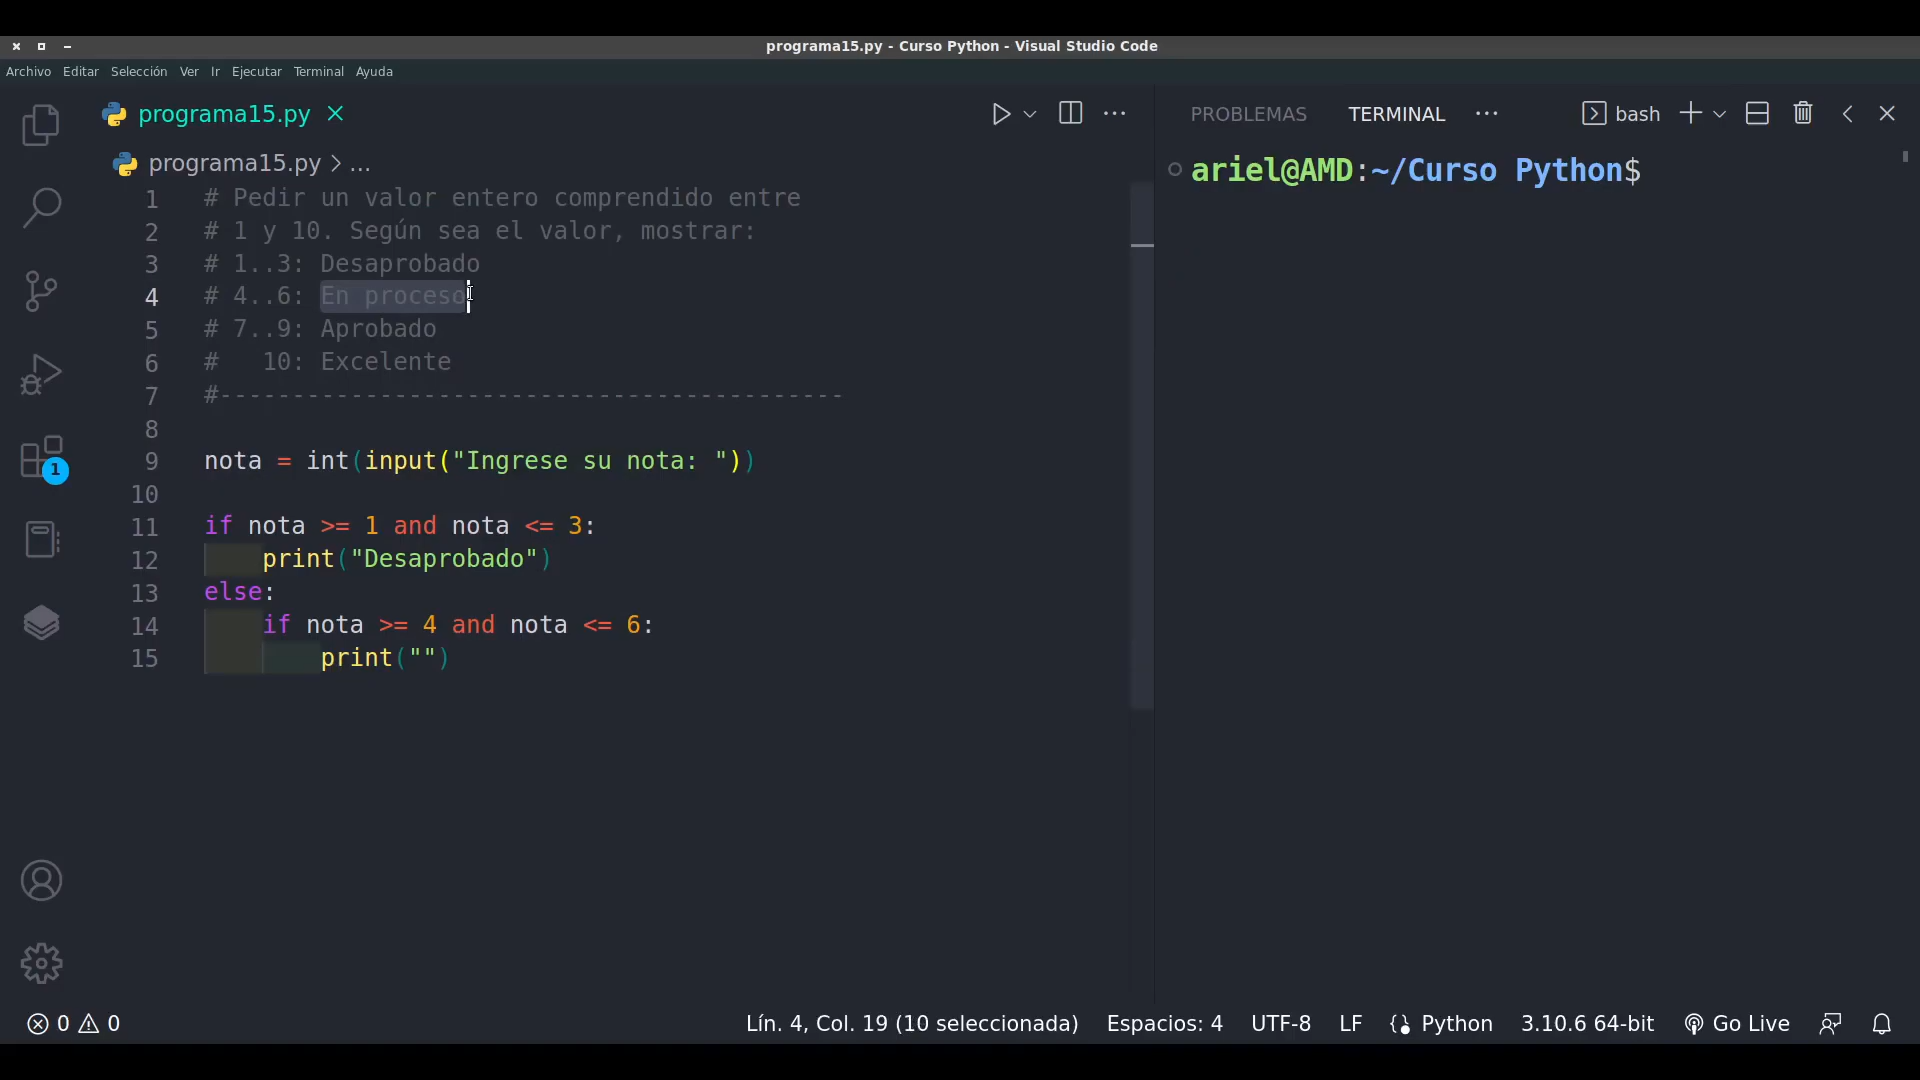 programa15.py - Curso Python - Visual Studio Code
Archivo Editar Selección Ver Ir Ejecutar Terminal Ayuda
programa15.py
PROBLEMAS TERMINAL bash
programa15.py > ...
ariel@AMD:~/Curso Python$
1 # Pedir un valor entero comprendido entre
2 # 1 y 10. Según sea el valor, mostrar:
3 # 1..3: Desaprobado
4 # 4..6: En proceso
5 # 7..9: Aprobado
6 #   10: Excelente
7 #-------------------------------------------
8
9 nota = int(input("Ingrese su nota: "))
10
11 if nota >= 1 and nota <= 3:
12     print("Desaprobado")
13 else:
14     if nota >= 4 and nota <= 6:
15         print("")
1
0 0 Lín. 4, Col. 19 (10 seleccionada) Espacios: 4 UTF-8 LF Python 3.10.6 64-bit Go Live